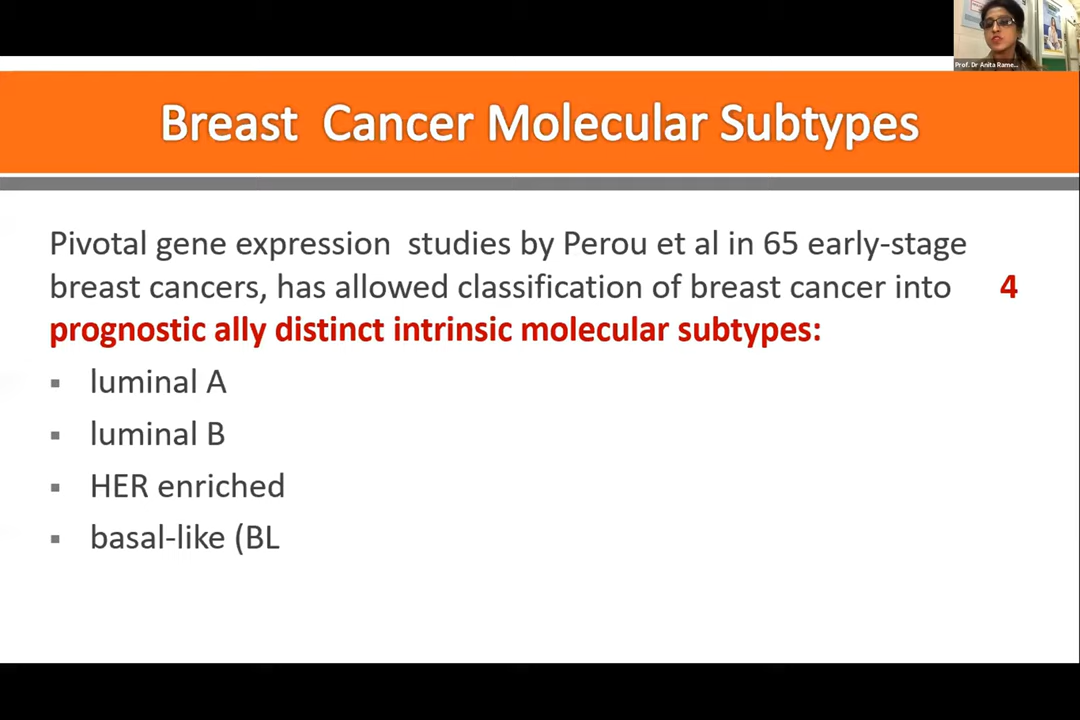 Prof. Dr Anita Rame...
Breast Cancer Molecular Subtypes
Pivotal gene expression studies by Perou et al in 65 early-stage
breast cancers, has allowed classification of breast cancer into 4
prognostic ally distinct intrinsic molecular subtypes:
▪ luminal A
▪ luminal B
▪ HER enriched
▪ basal-like (BL